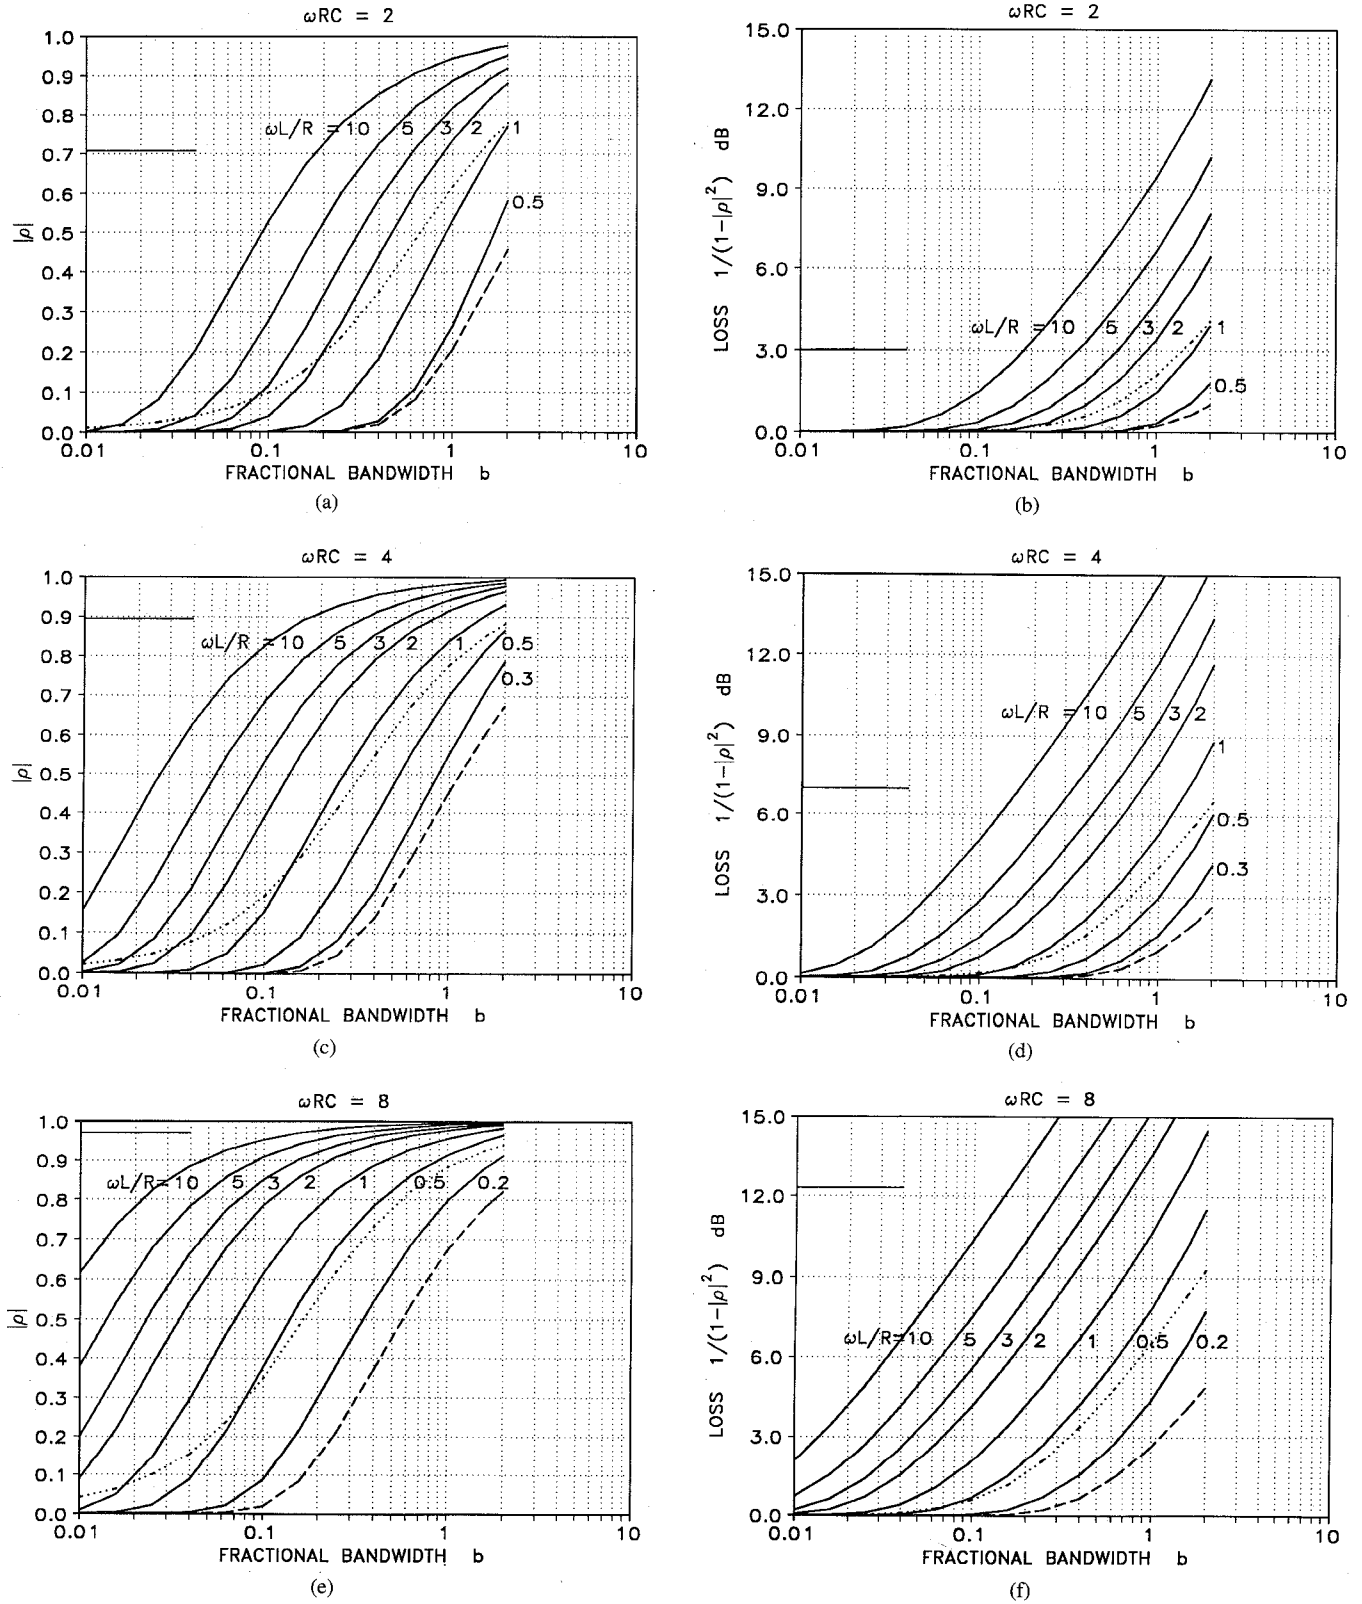 ωRC = 2
1.0
0.9
0.8
0.7
0.6
0.5
0.4
0.3
0.2
0.1
0.0
|ρ|
ωL/R = 10 5 3 2 1
0.5
0.01 0.1 1 10
FRACTIONAL BANDWIDTH b
(a)
ωRC = 2
15.0
12.0
9.0
6.0
3.0
0.0
LOSS 1/(1-|ρ|²) dB
ωL/R = 10 5 3 2 1
0.5
0.01 0.1 1 10
FRACTIONAL BANDWIDTH b
(b)
ωRC = 4
1.0
0.9
0.8
0.7
0.6
0.5
0.4
0.3
0.2
0.1
0.0
|ρ|
ωL/R = 10 5 3 2 1 0.5
0.3
0.01 0.1 1 10
FRACTIONAL BANDWIDTH b
(c)
ωRC = 4
15.0
12.0
9.0
6.0
3.0
0.0
LOSS 1/(1-|ρ|²) dB
ωL/R = 10 5 3 2
1
0.5
0.3
0.01 0.1 1 10
FRACTIONAL BANDWIDTH b
(d)
ωRC = 8
1.0
0.9
0.8
0.7
0.6
0.5
0.4
0.3
0.2
0.1
0.0
|ρ|
ωL/R=10 5 3 2 1 0.5 0.2
0.01 0.1 1 10
FRACTIONAL BANDWIDTH b
(e)
ωRC = 8
15.0
12.0
9.0
6.0
3.0
0.0
LOSS 1/(1-|ρ|²) dB
ωL/R=10 5 3 2 1 0.5 0.2
0.01 0.1 1 10
FRACTIONAL BANDWIDTH b
(f)